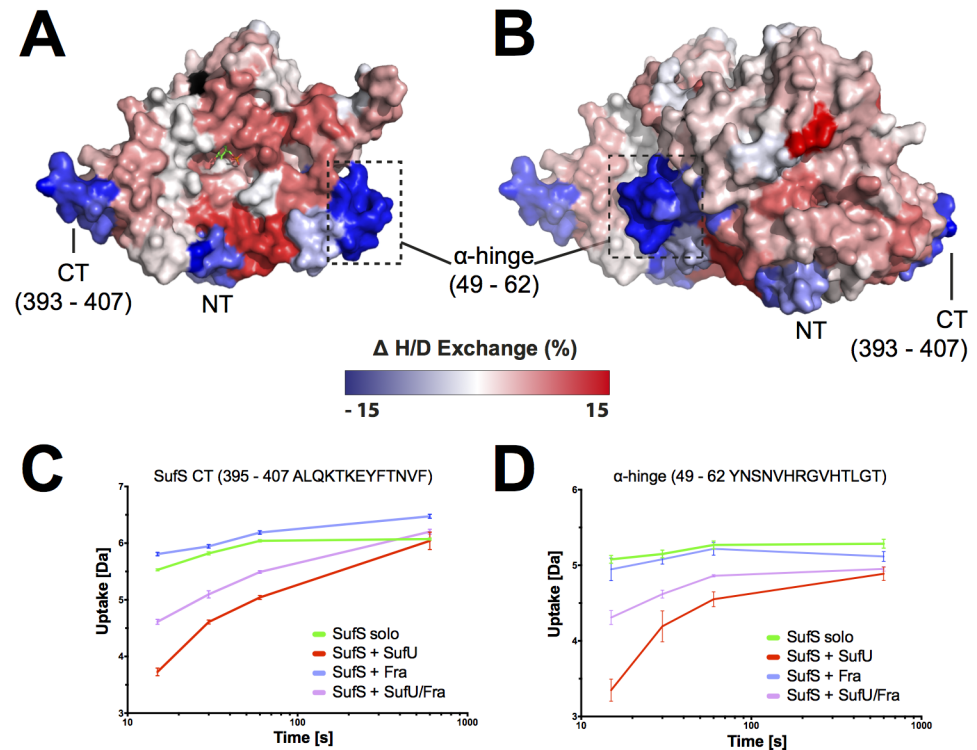 A
B
CT
(393 - 407)
NT
α-hinge
(49 - 62)
NT
CT
(393 - 407)
Δ H/D Exchange (%)
- 15
15
C
SufS CT (395 - 407 ALQKTKEYFTNVF)
7
6
5
4
3
Uptake [Da]
10
100
1000
Time [s]
SufS solo
SufS + SufU
SufS + Fra
SufS + SufU/Fra
D
α-hinge (49 - 62 YNSNVHRGVHTLGT)
6
5
4
3
Uptake [Da]
10
100
1000
Time [s]
SufS solo
SufS + SufU
SufS + Fra
SufS + SufU/Fra